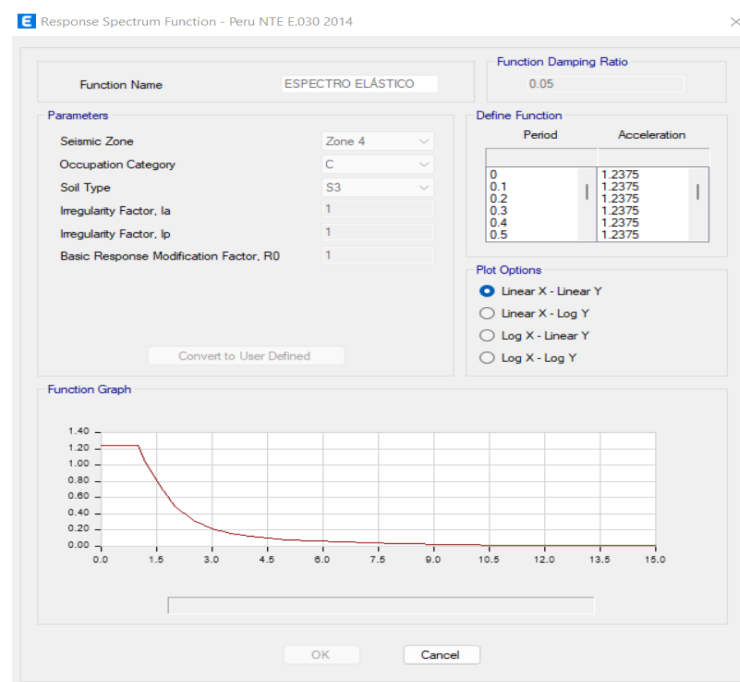 E Response Spectrum Function - Peru NTE E.030 2014
Function Name ESPECTRO ELÁSTICO
Function Damping Ratio
0.05
Parameters
Seismic Zone Zone 4
Occupation Category C
Soil Type S3
Irregularity Factor, Ia 1
Irregularity Factor, Ip 1
Basic Response Modification Factor, R0 1
Convert to User Defined
Define Function
Period Acceleration
0 1.2375
0.1 1.2375
0.2 1.2375
0.3 1.2375
0.4 1.2375
0.5 1.2375
Plot Options
Linear X - Linear Y
Linear X - Log Y
Log X - Linear Y
Log X - Log Y
Function Graph
1.40
1.20
1.00
0.80
0.60
0.40
0.20
0.00
0.0 1.5 3.0 4.5 6.0 7.5 9.0 10.5 12.0 13.5 15.0
OK Cancel